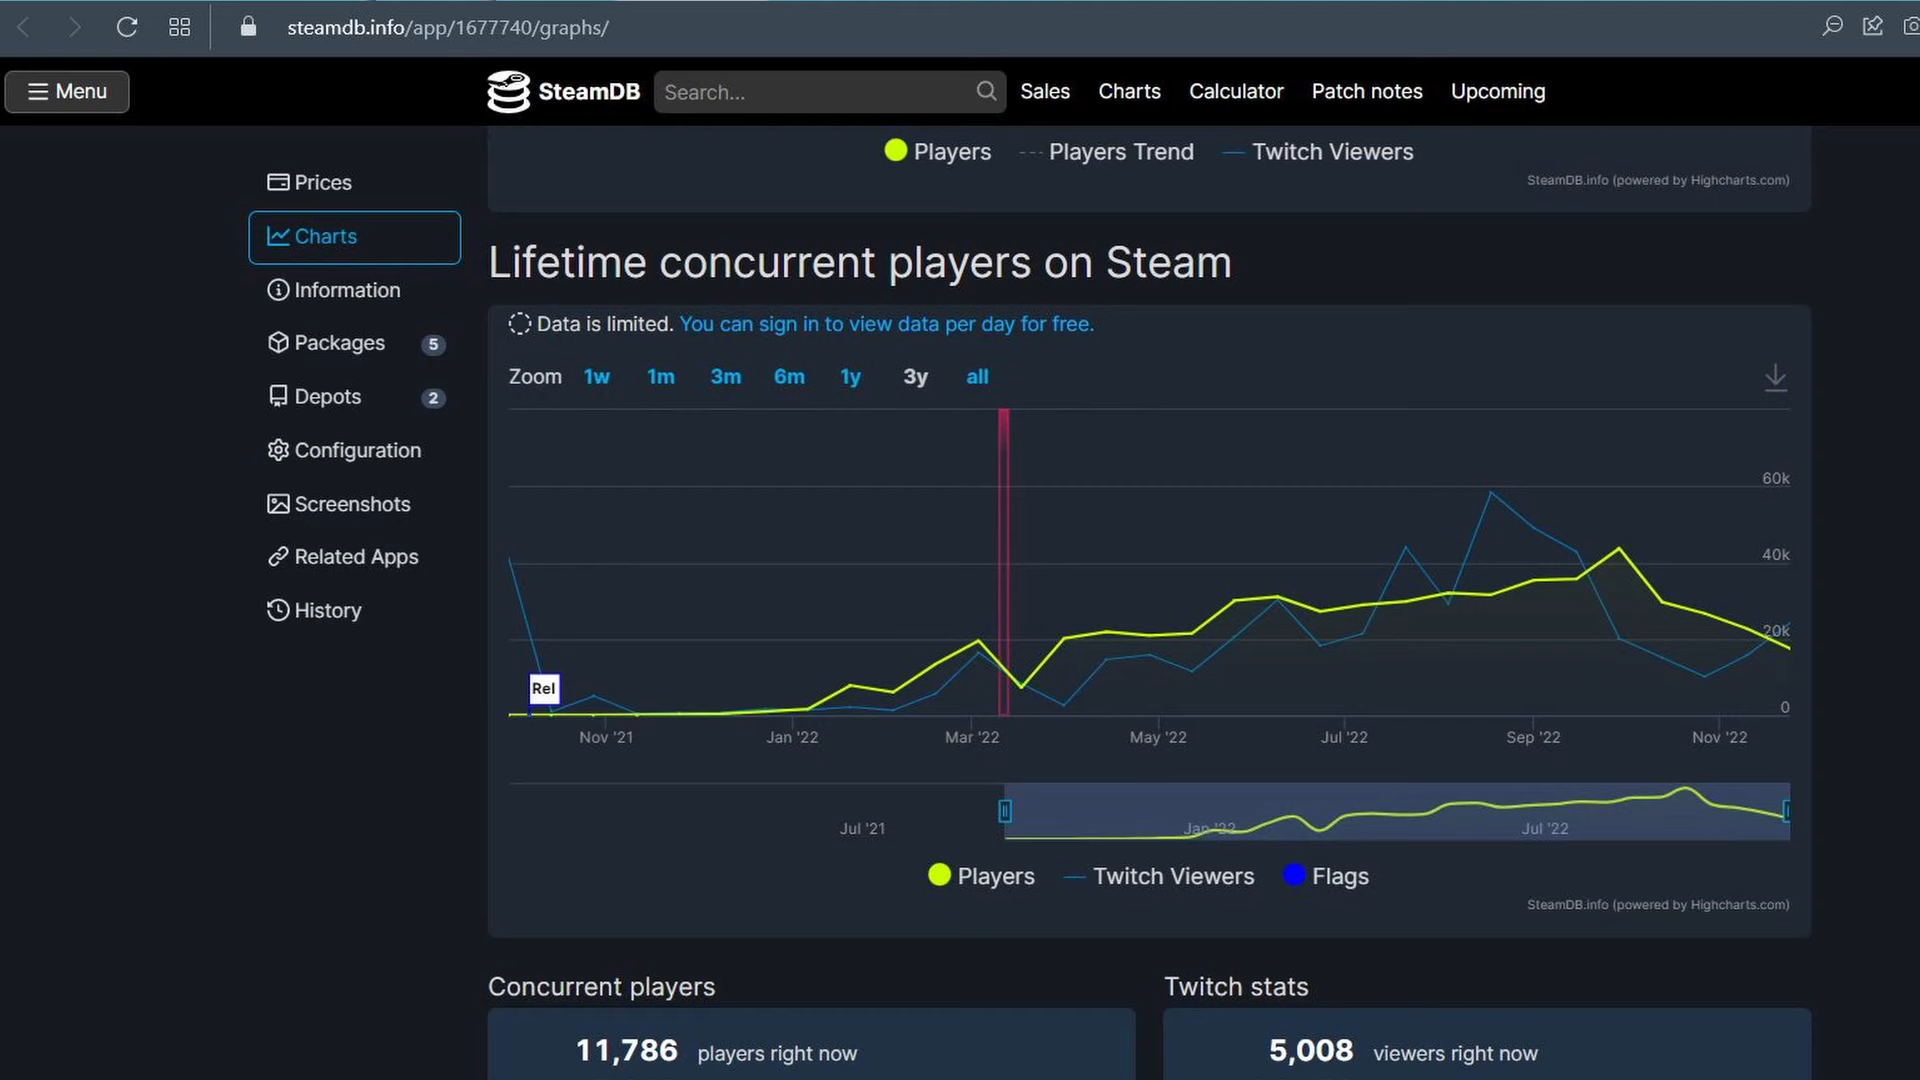 steamdb.info/app/1677740/graphs/
Menu
SteamDB
Search...
Sales
Charts
Calculator
Patch notes
Upcoming
Players
Players Trend
Twitch Viewers
SteamDB.info (powered by Highcharts.com)
Prices
Charts
Information
Packages 5
Depots 2
Configuration
Screenshots
Related Apps
History
Lifetime concurrent players on Steam
Data is limited. You can sign in to view data per day for free.
Zoom 1w 1m 3m 6m 1y 3y all
60k
40k
20k
0
Rel
Nov '21 Jan '22 Mar '22 May '22 Jul '22 Sep '22 Nov '22
Jul '21 Jan '22 Jul '22
Players Twitch Viewers Flags
SteamDB.info (powered by Highcharts.com)
Concurrent players
11,786 players right now
Twitch stats
5,008 viewers right now